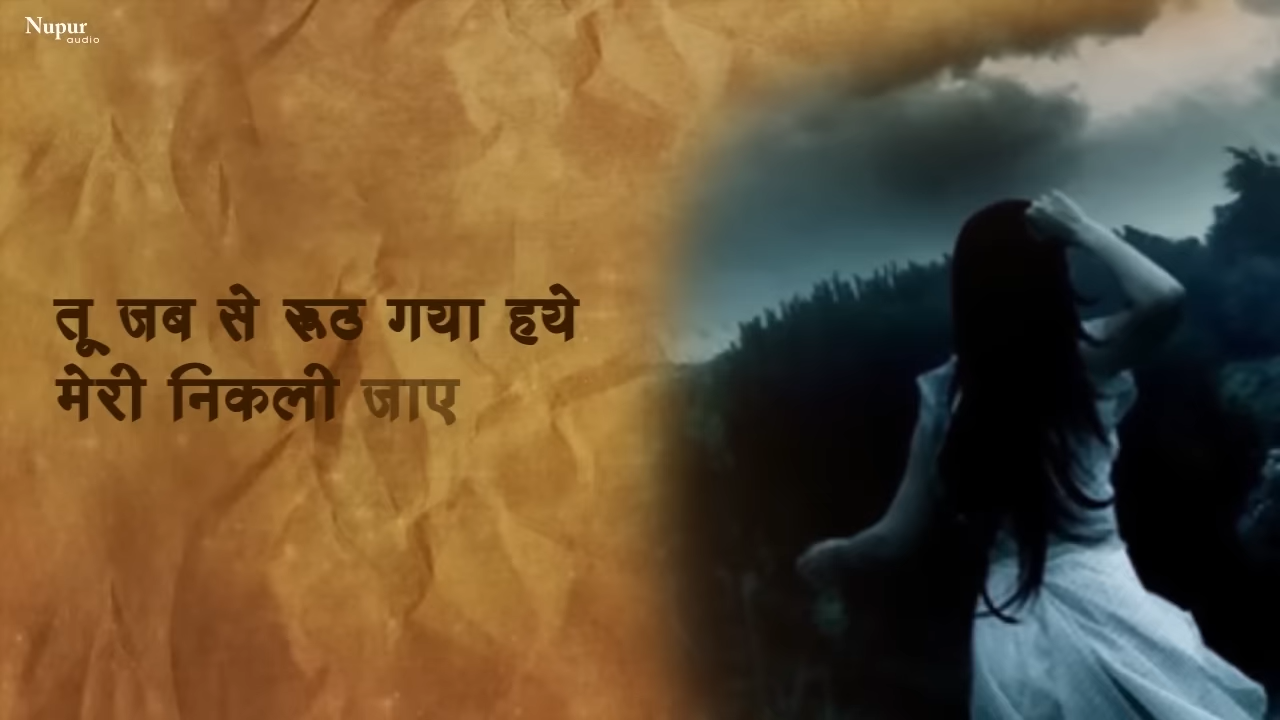 Nupur
audio
तू जब से रूठ गया हये
मेरी निकली जाए